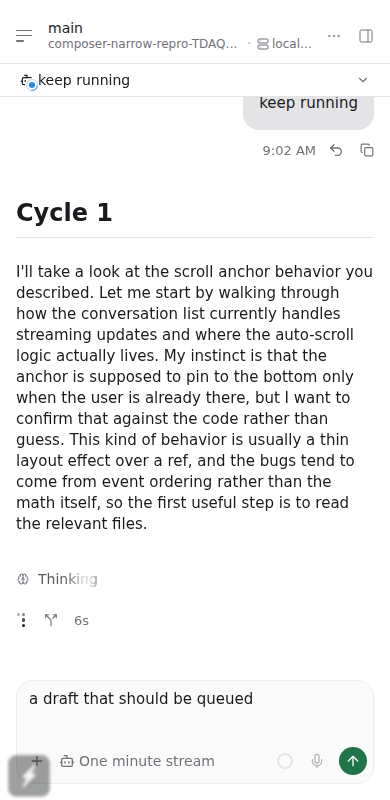 main
composer-narrow-repro-TDAQ... · local...
keep running
keep running
9:02 AM
Cycle 1
I'll take a look at the scroll anchor behavior you
described. Let me start by walking through
how the conversation list currently handles
streaming updates and where the auto-scroll
logic actually lives. My instinct is that the
anchor is supposed to pin to the bottom only
when the user is already there, but I want to
confirm that against the code rather than
guess. This kind of behavior is usually a thin
layout effect over a ref, and the bugs tend to
come from event ordering rather than the
math itself, so the first useful step is to read
the relevant files.
Thinking
6s
a draft that should be queued
One minute stream